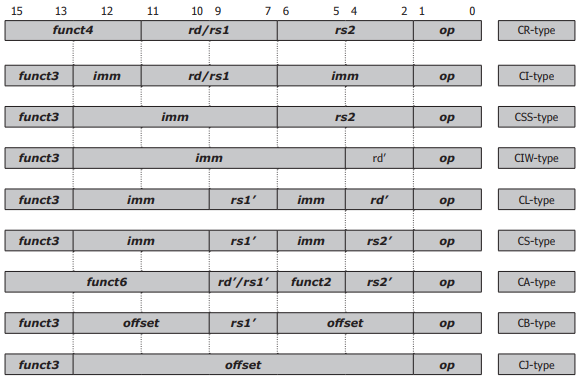 15 13 12 11 10 9 7 6 5 4 2 1 0
funct4 rd/rs1 rs2 op CR-type
funct3 imm rd/rs1 imm op CI-type
funct3 imm rs2 op CSS-type
funct3 imm rd′ op CIW-type
funct3 imm rs1′ imm rd′ op CL-type
funct3 imm rs1′ imm rs2′ op CS-type
funct6 rd′/rs1′ funct2 rs2′ op CA-type
funct3 offset rs1′ offset op CB-type
funct3 offset op CJ-type